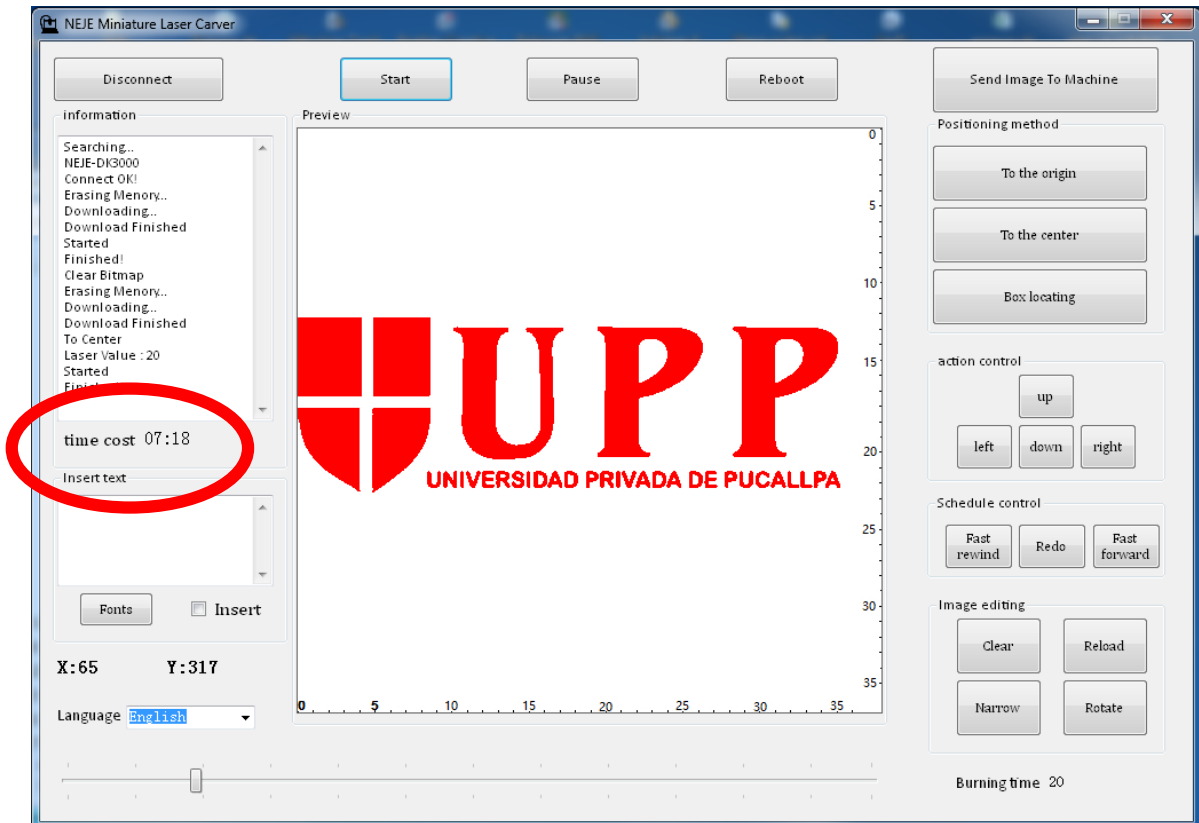 NEJE Miniature Laser Carver
Disconnect
Start
Pause
Reboot
Send Image To Machine
information
Searching...
NEJE-DK3000
Connect OK!
Erasing Menory...
Downloading...
Download Finished
Started
Finished!
Clear Bitmap
Erasing Menory...
Downloading...
Download Finished
To Center
Laser Value : 20
Started
time cost 07:18
Insert text
Fonts
Insert
X:65 Y:317
Language English
Preview
0
5
10
15
20
25
30
35
UPP
UNIVERSIDAD PRIVADA DE PUCALLPA
0 5 10 15 20 25 30 35
Positioning method
To the origin
To the center
Box locating
action control
up
left down right
Schedule control
Fast rewind
Redo
Fast forward
Image editing
Clear Reload
Narrow Rotate
Burning time 20